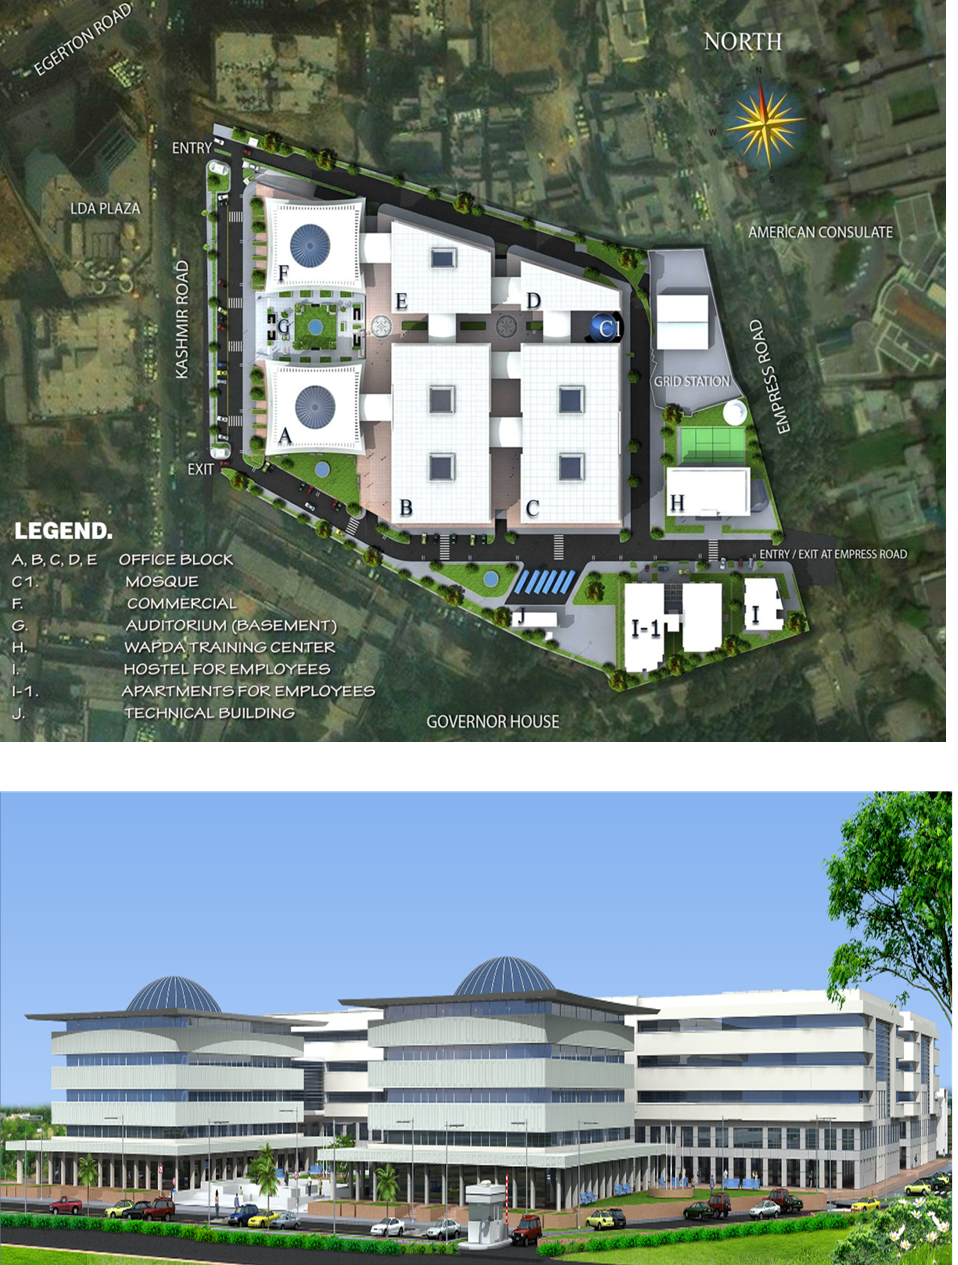 EGERTON ROAD
NORTH
N
W
S
ENTRY
LDA PLAZA
AMERICAN CONSULATE
KASHMIR ROAD
F
E
D
G
C1
EMPRESS ROAD
GRID STATION
A
EXIT
B
C
H
LEGEND.
A, B, C, D, E OFFICE BLOCK
C1. MOSQUE
F. COMMERCIAL
G. AUDITORIUM (BASEMENT)
H. WAPDA TRAINING CENTER
I. HOSTEL FOR EMPLOYEES
I-1. APARTMENTS FOR EMPLOYEES
J. TECHNICAL BUILDING
ENTRY / EXIT AT EMPRESS ROAD
J
I-1
I
GOVERNOR HOUSE